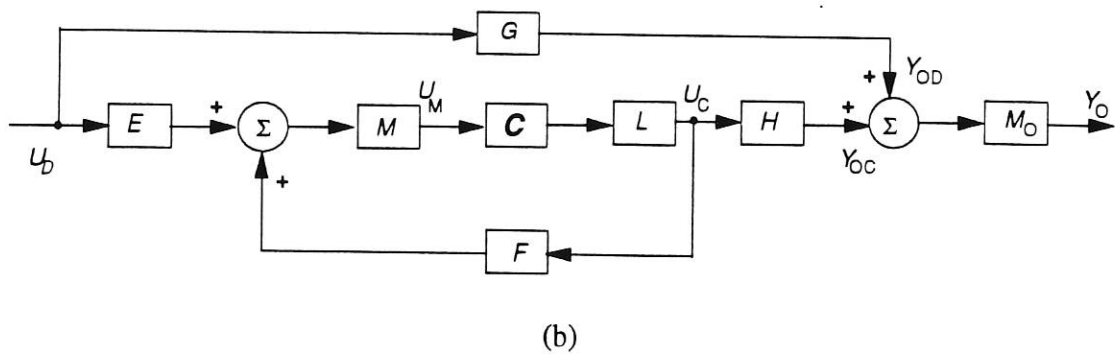 G
+ Y_OD
E + Σ M U_M C L U_C H + Σ M_O Y_O
U_D + Y_OC
F
(b)